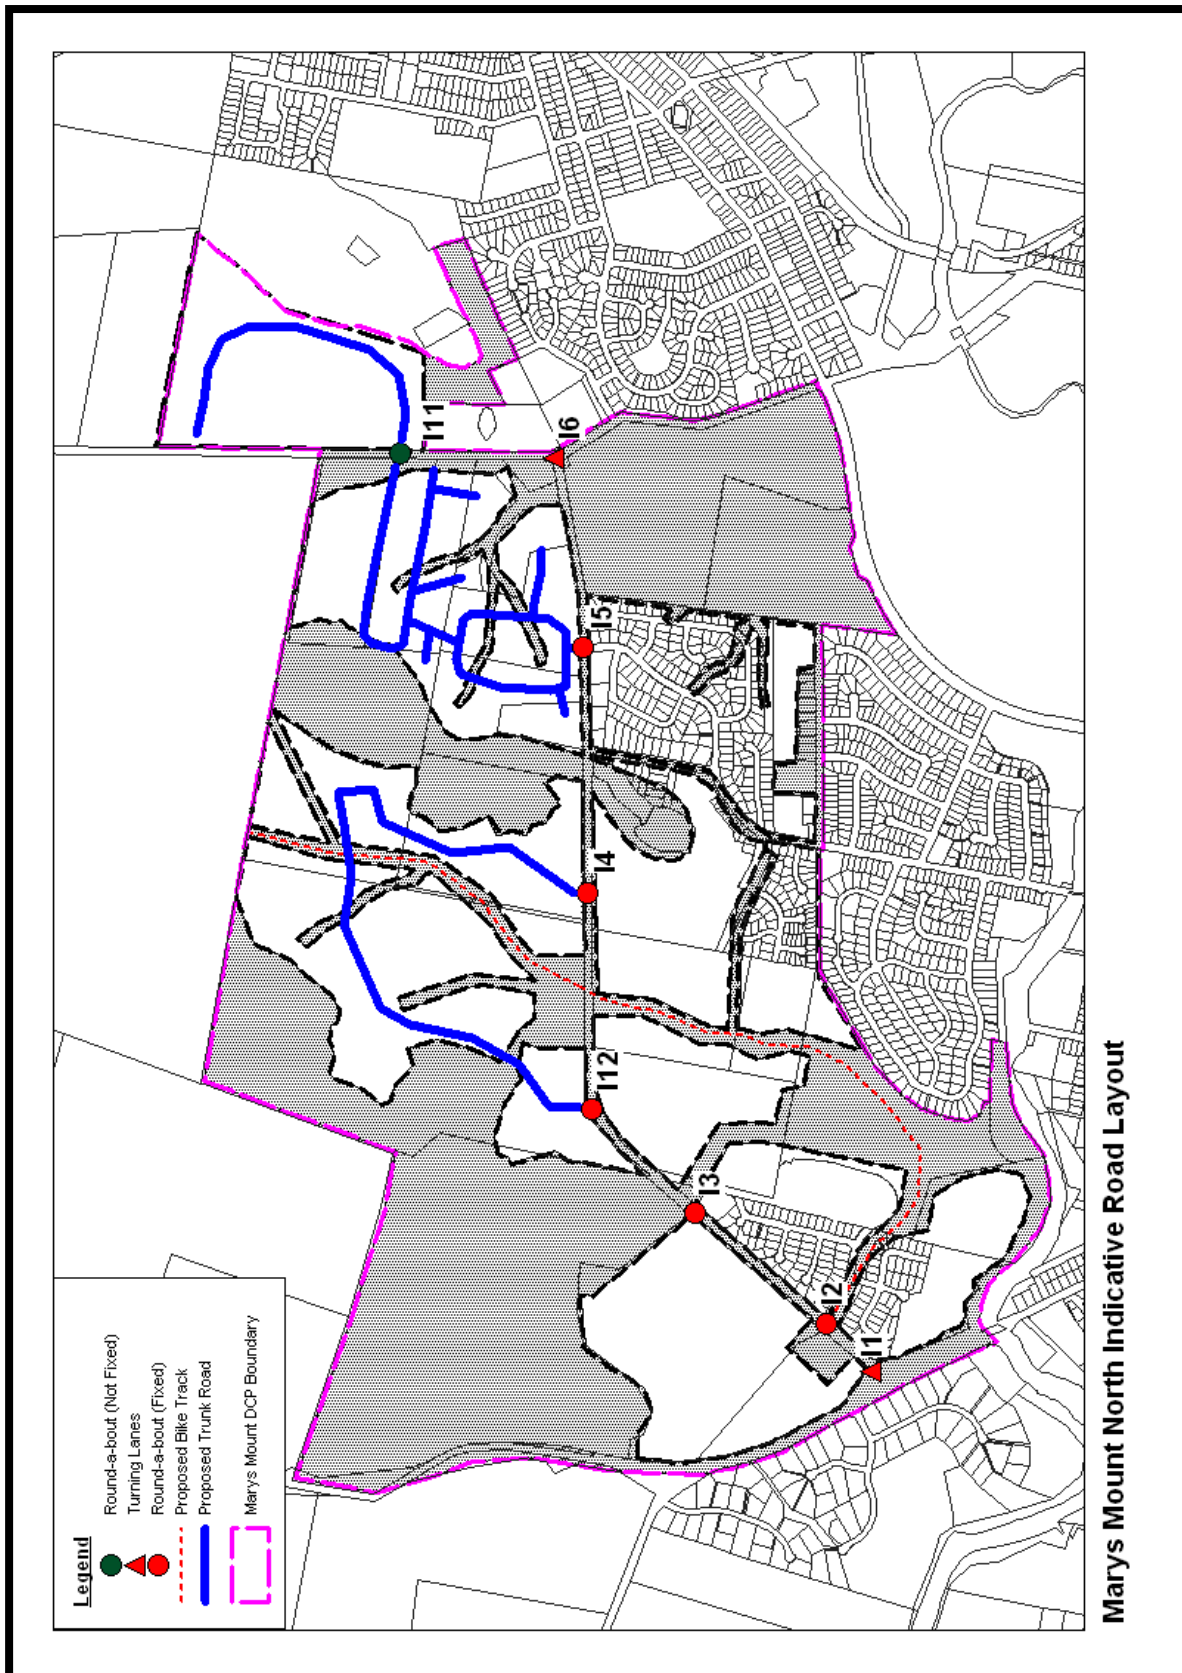 Legend
Round-a-bout (Not Fixed)
Turning Lanes
Round-a-bout (Fixed)
Proposed Bike Track
Proposed Trunk Road
Marys Mount DCP Boundary
I1
I2
I3
I12
I4
I5
I6
I11
Marys Mount North Indicative Road Layout